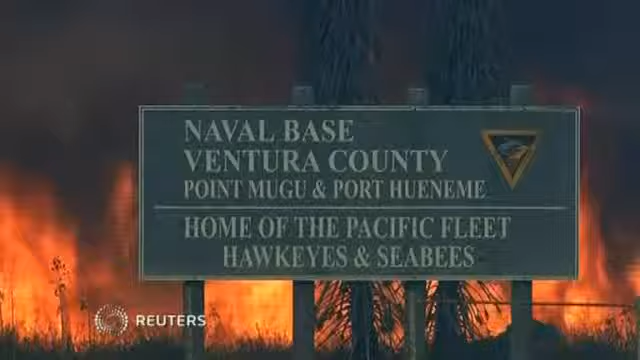 NAVAL BASE
VENTURA COUNTY
POINT MUGU & PORT HUENEME
HOME OF THE PACIFIC FLEET
HAWKEYES & SEABEES
REUTERS